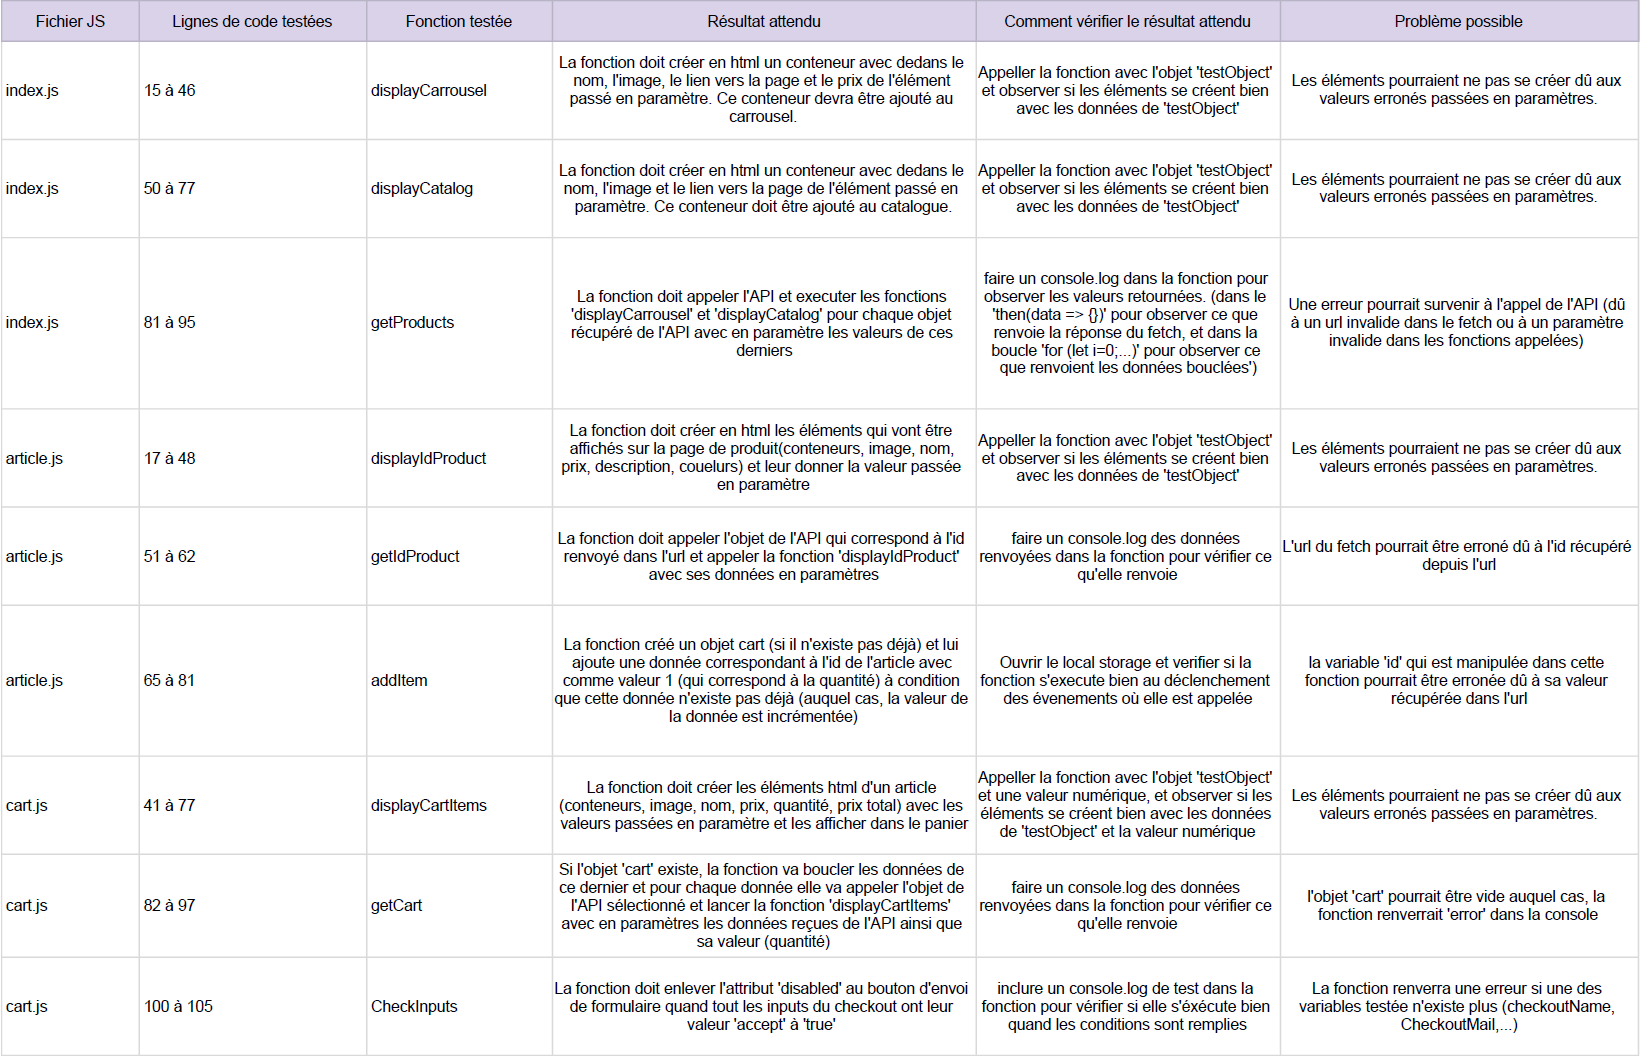 Fichier JS
Lignes de code testées
Fonction testée
Résultat attendu
Comment vérifier le résultat attendu
Problème possible
index.js
15 à 46
displayCarrousel
La fonction doit créer en html un conteneur avec dedans le
nom, l'image, le lien vers la page et le prix de l'élément
passé en paramètre. Ce conteneur devra être ajouté au
carrousel.
Appeller la fonction avec l'objet 'testObject'
et observer si les éléments se créent bien
avec les données de 'testObject'
Les éléments pourraient ne pas se créer dû aux
valeurs erronés passées en paramètres.
index.js
50 à 77
displayCatalog
La fonction doit créer en html un conteneur avec dedans le
nom, l'image et le lien vers la page de l'élément passé en
paramètre. Ce conteneur doit être ajouté au catalogue.
Appeller la fonction avec l'objet 'testObject'
et observer si les éléments se créent bien
avec les données de 'testObject'
Les éléments pourraient ne pas se créer dû aux
valeurs erronés passées en paramètres.
index.js
81 à 95
getProducts
La fonction doit appeler l'API et executer les fonctions
'displayCarrousel' et 'displayCatalog' pour chaque objet
récupéré de l'API avec en paramètre les valeurs de ces
derniers
faire un console.log dans la fonction pour
observer les valeurs retournées. (dans le
'then(data => {})' pour observer ce que
renvoie la réponse du fetch, et dans la
boucle 'for (let i=0;...)' pour observer ce
que renvoient les données bouclées')
Une erreur pourrait survenir à l'appel de l'API (dû
à un url invalide dans le fetch ou à un paramètre
invalide dans les fonctions appelées)
article.js
17 à 48
displayIdProduct
La fonction doit créer en html les éléments qui vont être
affichés sur la page de produit(conteneurs, image, nom,
prix, description, couelurs) et leur donner la valeur passée
en paramètre
Appeller la fonction avec l'objet 'testObject'
et observer si les éléments se créent bien
avec les données de 'testObject'
Les éléments pourraient ne pas se créer dû aux
valeurs erronés passées en paramètres.
article.js
51 à 62
getIdProduct
La fonction doit appeler l'objet de l'API qui correspond à l'id
renvoyé dans l'url et appeler la fonction 'displayIdProduct'
avec ses données en paramètres
faire un console.log des données
renvoyées dans la fonction pour vérifier ce
qu'elle renvoie
L'url du fetch pourrait être erroné dû à l'id récupéré
depuis l'url
article.js
65 à 81
addItem
La fonction créé un objet cart (si il n'existe pas déjà) et lui
ajoute une donnée correspondant à l'id de l'article avec
comme valeur 1 (qui correspond à la quantité) à condition
que cette donnée n'existe pas déjà (auquel cas, la valeur de
la donnée est incrémentée)
Ouvrir le local storage et verifier si la
fonction s'execute bien au déclenchement
des évenements où elle est appelée
la variable 'id' qui est manipulée dans cette
fonction pourrait être erronée dû à sa valeur
récupérée dans l'url
cart.js
41 à 77
displayCartItems
La fonction doit créer les éléments html d'un article
(conteneurs, image, nom, prix, quantité, prix total) avec les
valeurs passées en paramètre et les afficher dans le panier
Appeller la fonction avec l'objet 'testObject'
et une valeur numérique, et observer si les
éléments se créent bien avec les données
de 'testObject' et la valeur numérique
Les éléments pourraient ne pas se créer dû aux
valeurs erronés passées en paramètres.
cart.js
82 à 97
getCart
Si l'objet 'cart' existe, la fonction va boucler les données de
ce dernier et pour chaque donnée elle va appeler l'objet de
l'API sélectionné et lancer la fonction 'displayCartItems'
avec en paramètres les données reçues de l'API ainsi que
sa valeur (quantité)
faire un console.log des données
renvoyées dans la fonction pour vérifier ce
qu'elle renvoie
l'objet 'cart' pourrait être vide auquel cas, la
fonction renverrait 'error' dans la console
cart.js
100 à 105
CheckInputs
La fonction doit enlever l'attribut 'disabled' au bouton d'envoi
de formulaire quand tout les inputs du checkout ont leur
valeur 'accept' à 'true'
inclure un console.log de test dans la
fonction pour vérifier si elle s'éxécute bien
quand les conditions sont remplies
La fonction renverra une erreur si une des
variables testée n'existe plus (checkoutName,
CheckoutMail,...)